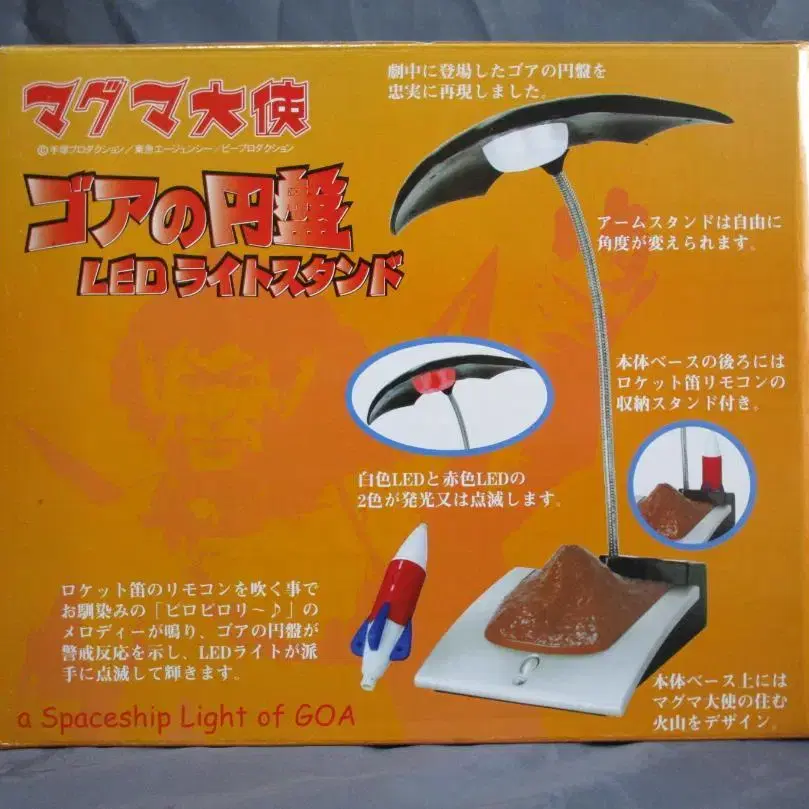 マグマ大使
©手塚プロダクション／東急エージェンシー／ピープロダクション
ゴアの円盤
LEDライトスタンド
劇中に登場したゴアの円盤を
忠実に再現しました。
アームスタンドは自由に
角度が変えられます。
本体ベースの後ろには
ロケット笛リモコンの
収納スタンド付き。
白色LEDと赤色LEDの
2色が発光又は点滅します。
ロケット笛のリモコンを吹く事で
お馴染みの「ピロピロリ〜♪」の
メロディーが鳴り、ゴアの円盤が
警戒反応を示し、LEDライトが派
手に点滅して輝きます。
本体ベース上には
マグマ大使の住む
火山をデザイン。
a Spaceship Light of GOA